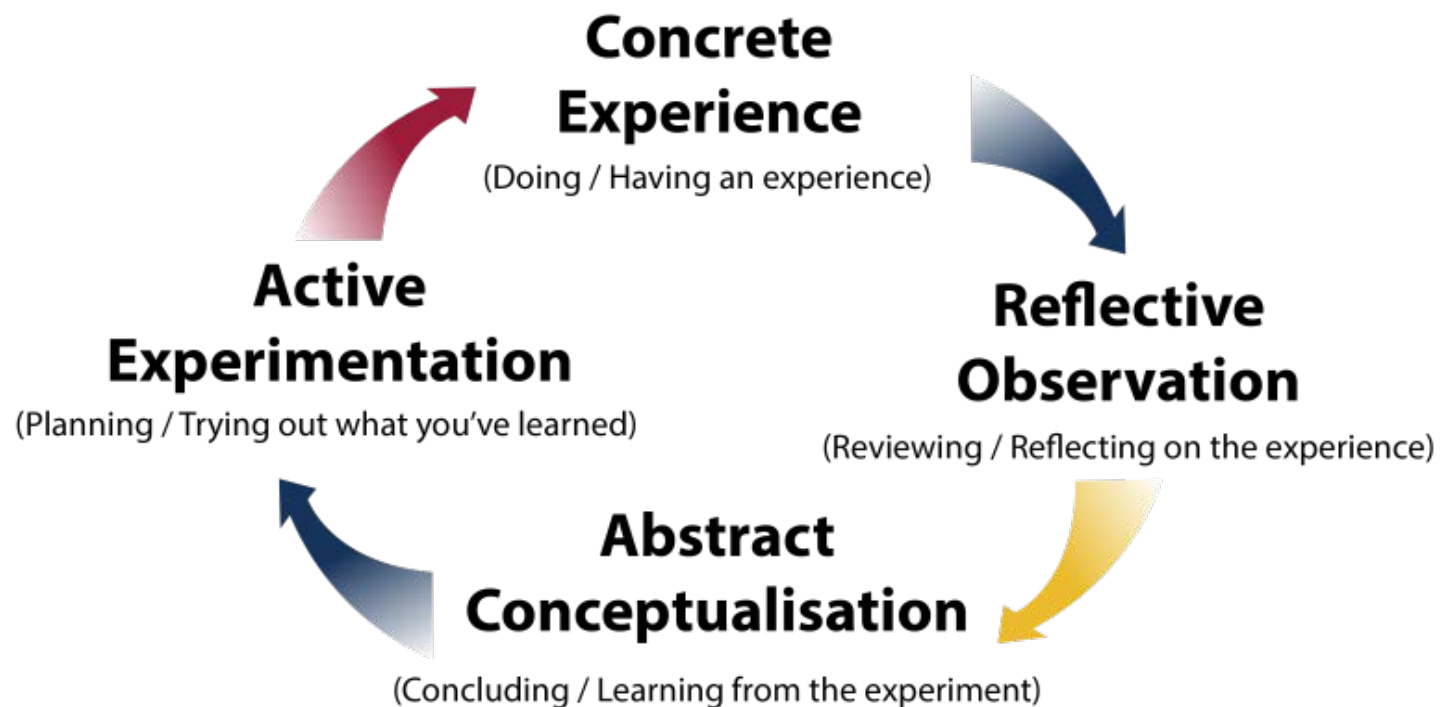 Concrete
Experience
(Doing / Having an experience)
Reflective
Observation
(Reviewing / Reflecting on the experience)
Abstract
Conceptualisation
(Concluding / Learning from the experiment)
Active
Experimentation
(Planning / Trying out what you’ve learned)